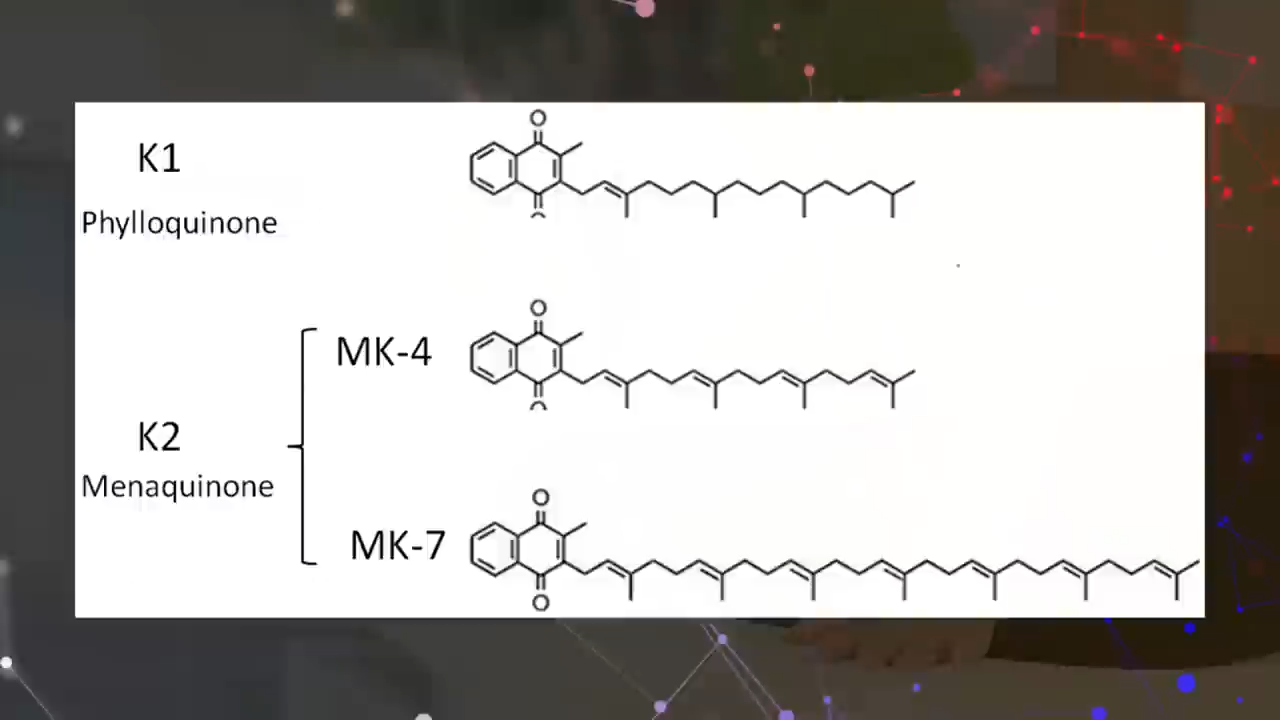 K1
Phylloquinone
O
O
K2
Menaquinone
MK-4
O
O
MK-7
O
O